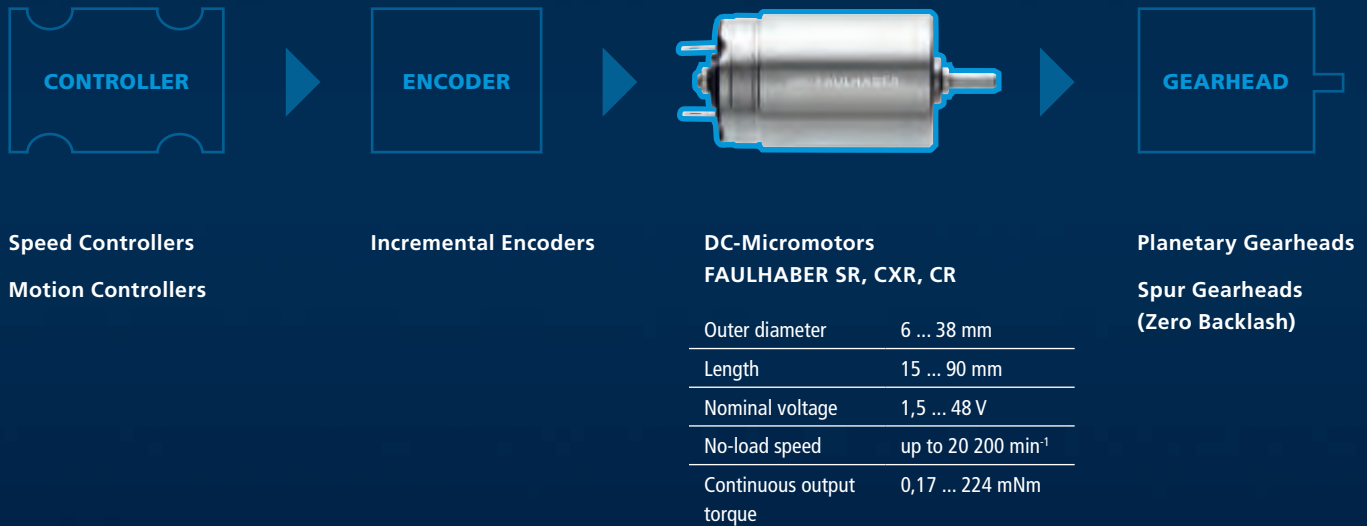 CONTROLLER
ENCODER
FAULHABER
GEARHEAD
Speed Controllers
Motion Controllers
Incremental Encoders
DC-Micromotors
FAULHABER SR, CXR, CR
Outer diameter 6 ... 38 mm
Length 15 ... 90 mm
Nominal voltage 1,5 ... 48 V
No-load speed up to 20 200 min⁻¹
Continuous output 0,17 ... 224 mNm
torque
Planetary Gearheads
Spur Gearheads
(Zero Backlash)